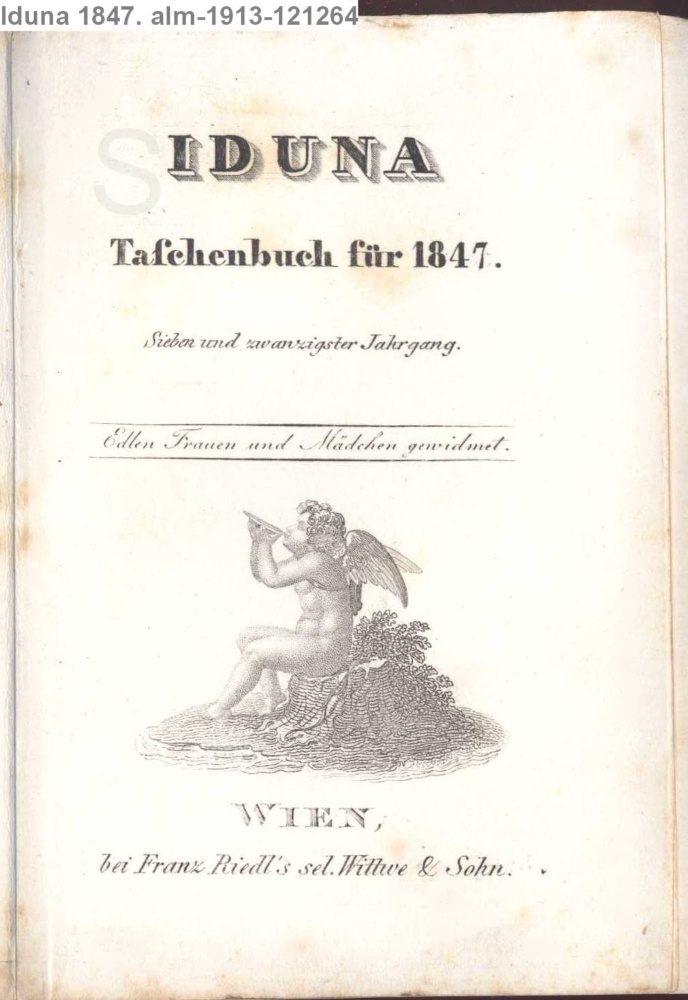 Iduna 1847. alm-1913-121264
IDUNA
Taſchenbuch für 1847.
Sieben und zwanzigster Jahrgang.
Edlen Frauen und Mädchen gewidmet.
WIEN,
bei Franz Riedl's sel. Wittwe & Sohn.